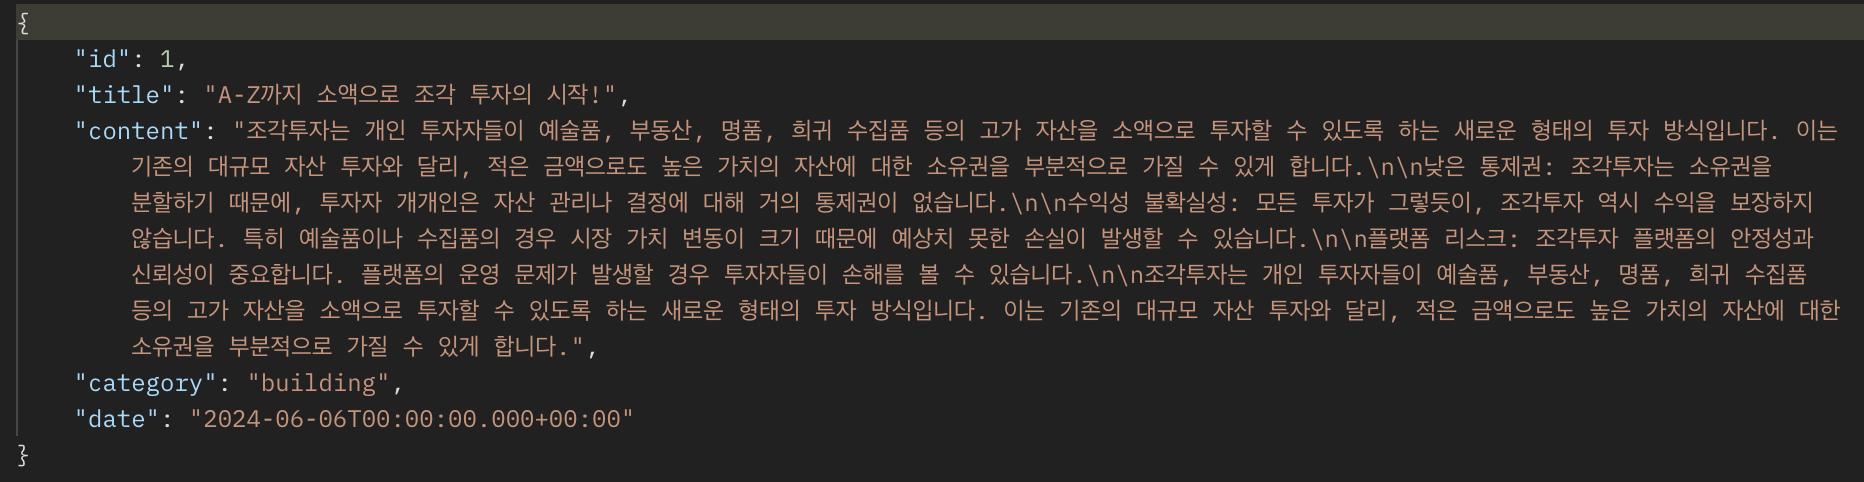 {
"id": 1,
"title": "A-Z까지 소액으로 조각 투자의 시작!",
"content": "조각투자는 개인 투자자들이 예술품, 부동산, 명품, 희귀 수집품 등의 고가 자산을 소액으로 투자할 수 있도록 하는 새로운 형태의 투자 방식입니다. 이는
기존의 대규모 자산 투자와 달리, 적은 금액으로도 높은 가치의 자산에 대한 소유권을 부분적으로 가질 수 있게 합니다.\n\n낮은 통제권: 조각투자는 소유권을
분할하기 때문에, 투자자 개개인은 자산 관리나 결정에 대해 거의 통제권이 없습니다.\n\n수익성 불확실성: 모든 투자가 그렇듯이, 조각투자 역시 수익을 보장하지
않습니다. 특히 예술품이나 수집품의 경우 시장 가치 변동이 크기 때문에 예상치 못한 손실이 발생할 수 있습니다.\n\n플랫폼 리스크: 조각투자 플랫폼의 안정성과
신뢰성이 중요합니다. 플랫폼의 운영 문제가 발생할 경우 투자자들이 손해를 볼 수 있습니다.\n\n조각투자는 개인 투자자들이 예술품, 부동산, 명품, 희귀 수집품
등의 고가 자산을 소액으로 투자할 수 있도록 하는 새로운 형태의 투자 방식입니다. 이는 기존의 대규모 자산 투자와 달리, 적은 금액으로도 높은 가치의 자산에 대한
소유권을 부분적으로 가질 수 있게 합니다.",
"category": "building",
"date": "2024-06-06T00:00:00.000+00:00"
}